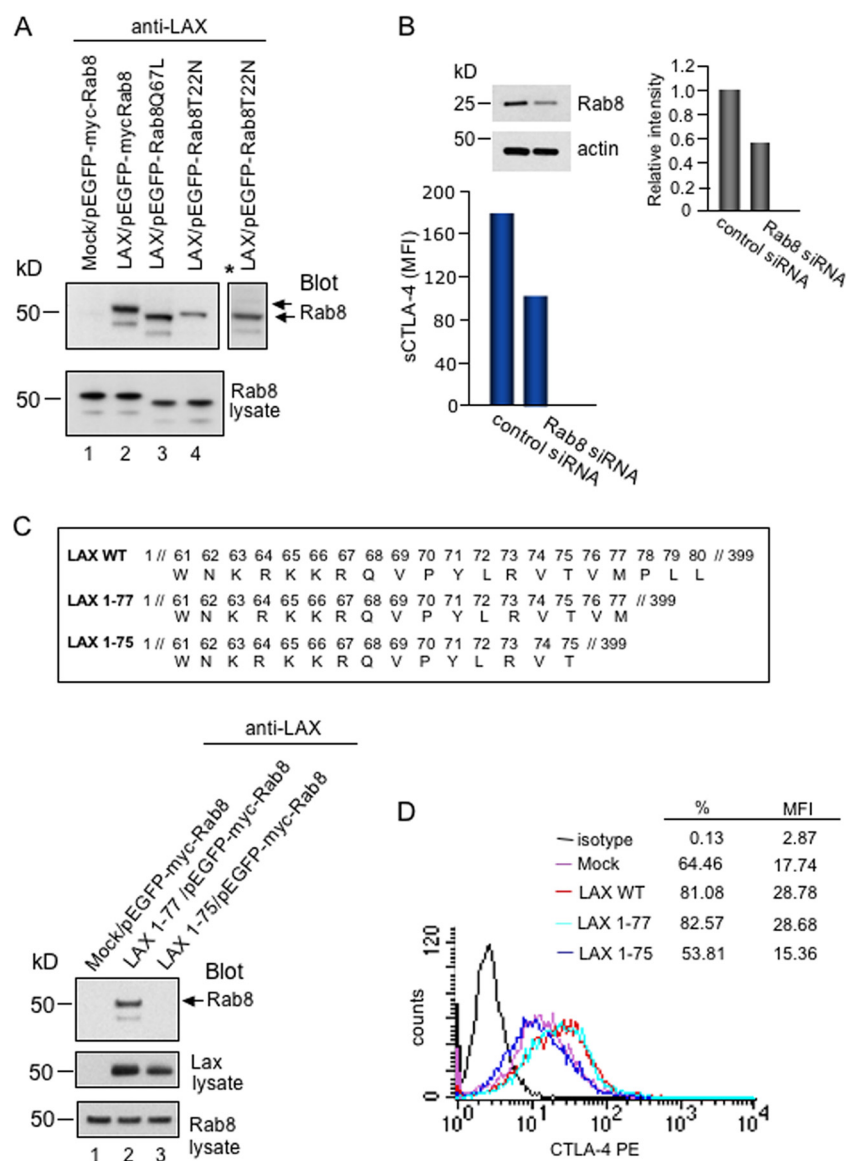 A
anti-LAX
Mock/pEGFP-myc-Rab8
LAX/pEGFP-mycRab8
LAX/pEGFP-Rab8Q67L
LAX/pEGFP-Rab8T22N
* LAX/pEGFP-Rab8T22N
kD
Blot
50
Rab8
50
Rab8
lysate
1 2 3 4
B
kD
25
Rab8
50
actin
sCTLA-4 (MFI)
200
160
120
80
40
0
control siRNA
Rab8 siRNA
Relative intensity
1.2
1.0
0.8
0.6
0.4
0.2
0
control siRNA
Rab8 siRNA
C
LAX WT 1 // 61 62 63 64 65 66 67 68 69 70 71 72 73 74 75 76 77 78 79 80 // 399
W N K R K K R Q V P Y L R V T V M P L L
LAX 1-77 1 // 61 62 63 64 65 66 67 68 69 70 71 72 73 74 75 76 77 // 399
W N K R K K R Q V P Y L R V T V M
LAX 1-75 1 // 61 62 63 64 65 66 67 68 69 70 71 72 73 74 75 // 399
W N K R K K R Q V P Y L R V T
anti-LAX
Mock/pEGFP-myc-Rab8
LAX 1-77 /pEGFP-myc-Rab8
LAX 1-75/pEGFP-myc-Rab8
kD
Blot
50
Rab8
50
Lax
lysate
50
Rab8
lysate
1 2 3
D
% MFI
isotype 0.13 2.87
Mock 64.46 17.74
LAX WT 81.08 28.78
LAX 1-77 82.57 28.68
LAX 1-75 53.81 15.36
counts
120
0
10⁰ 10¹ 10² 10³ 10⁴
CTLA-4 PE